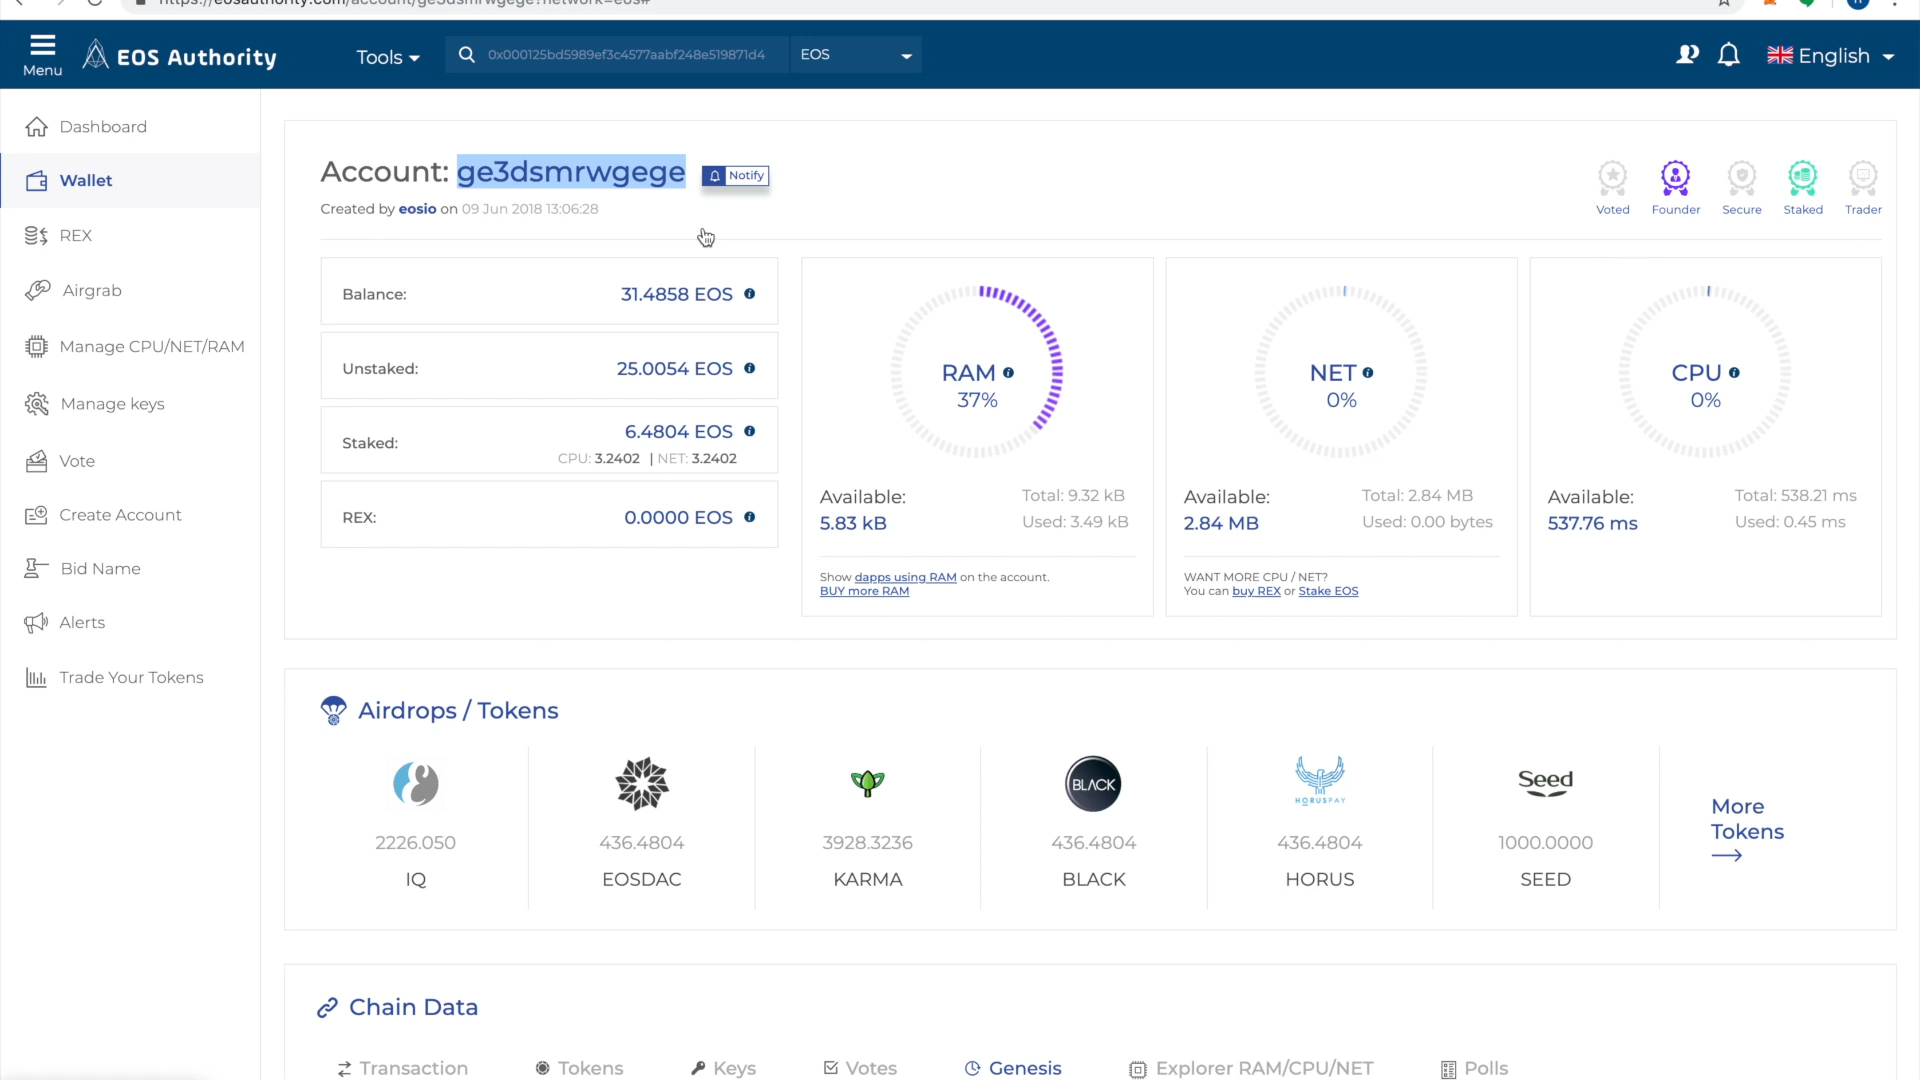 https://eosauthority.com/account/ge3dsmrwgege?network=eos#
Menu
EOS Authority
Tools
0x000125bd5989ef3c4577aabf248e519871d4
EOS
English
Dashboard
Wallet
REX
Airgrab
Manage CPU/NET/RAM
Manage keys
Vote
Create Account
Bid Name
Alerts
Trade Your Tokens
Account: ge3dsmrwgege
Notify
Created by eosio on 09 Jun 2018 13:06:28
Voted
Founder
Secure
Staked
Trader
Balance: 31.4858 EOS
Unstaked: 25.0054 EOS
Staked: 6.4804 EOS
CPU: 3.2402 | NET: 3.2402
REX: 0.0000 EOS
RAM
37%
Available: 5.83 kB
Total: 9.32 kB
Used: 3.49 kB
Show dapps using RAM on the account.
BUY more RAM
NET
0%
Available: 2.84 MB
Total: 2.84 MB
Used: 0.00 bytes
WANT MORE CPU / NET?
You can buy REX or Stake EOS
CPU
0%
Available: 537.76 ms
Total: 538.21 ms
Used: 0.45 ms
Airdrops / Tokens
2226.050
IQ
436.4804
EOSDAC
3928.3236
KARMA
BLACK
436.4804
BLACK
HORUSPAY
436.4804
HORUS
Seed
1000.0000
SEED
More
Tokens
Chain Data
Transaction
Tokens
Keys
Votes
Genesis
Explorer RAM/CPU/NET
Polls